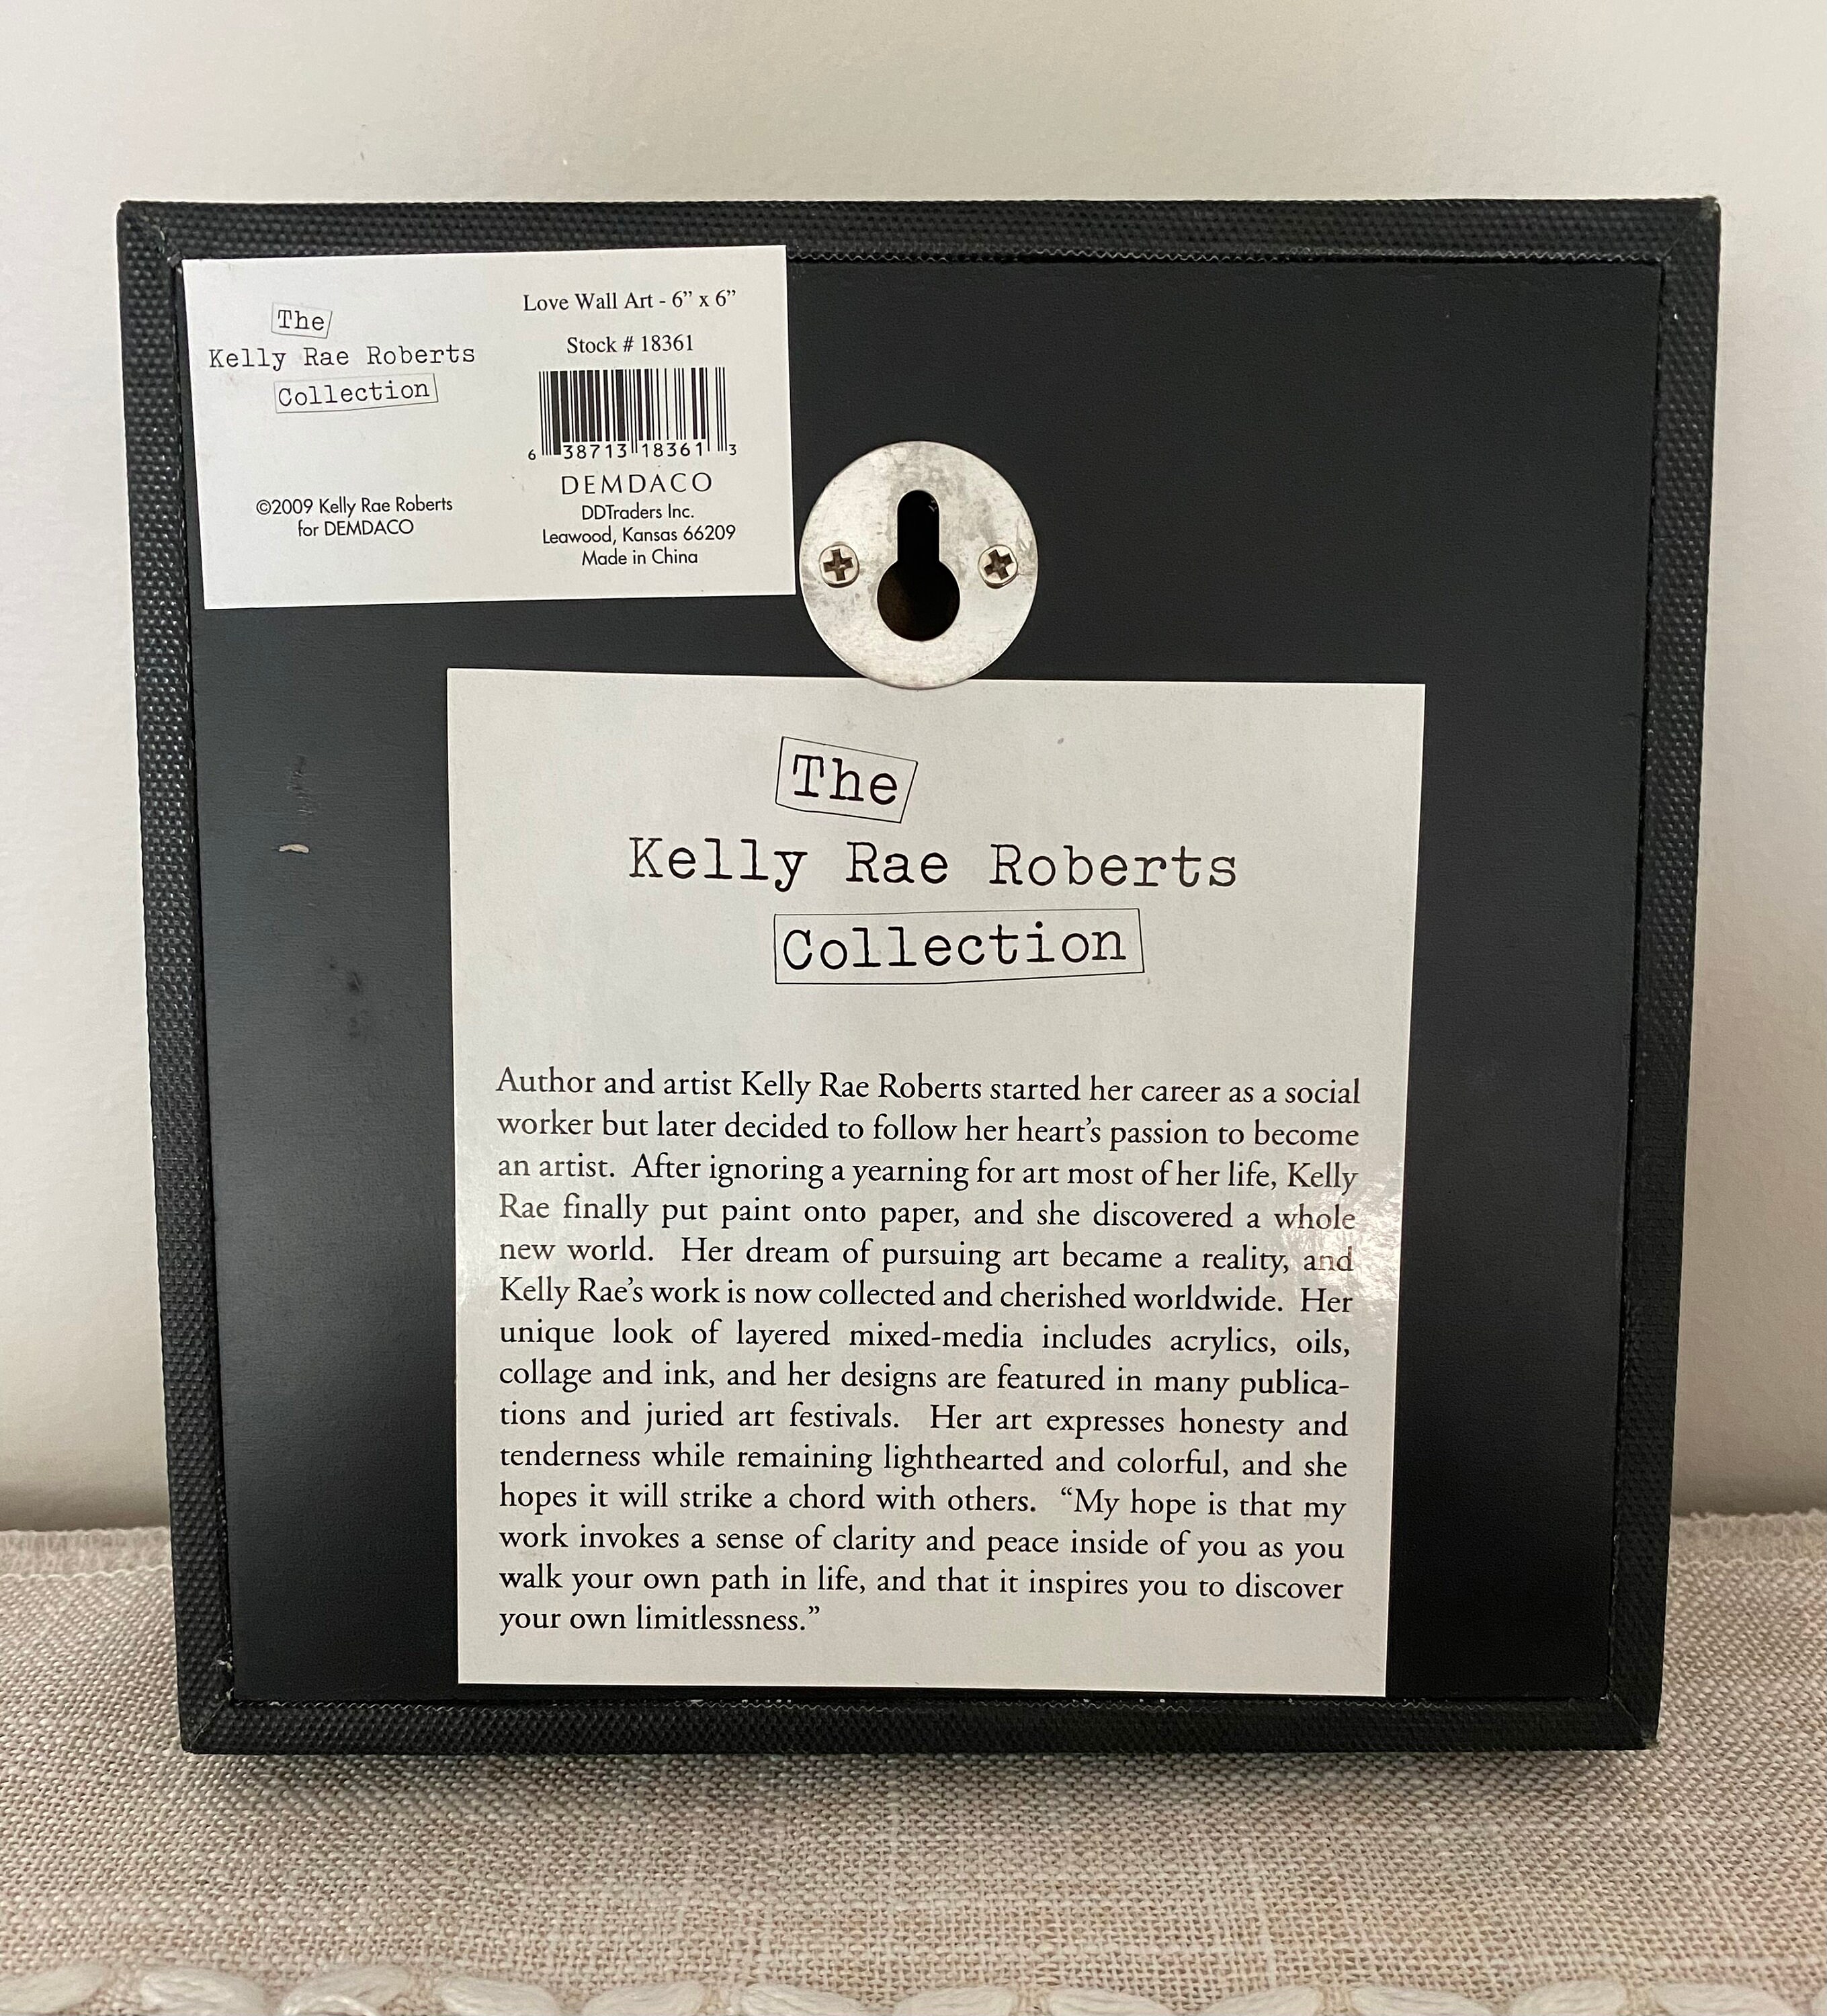 The
Kelly Rae Roberts
Collection
©2009 Kelly Rae Roberts
for DEMDACO
Love Wall Art - 6” x 6”
Stock # 18361
6 38713 18361 3
DEMDACO
DDTraders Inc.
Leawood, Kansas 66209
Made in China
The
Kelly Rae Roberts
Collection
Author and artist Kelly Rae Roberts started her career as a social
worker but later decided to follow her heart’s passion to become
an artist.  After ignoring a yearning for art most of her life, Kelly
Rae finally put paint onto paper, and she discovered a whole
new world.  Her dream of pursuing art became a reality, and
Kelly Rae’s work is now collected and cherished worldwide.  Her
unique look of layered mixed-media includes acrylics, oils,
collage and ink, and her designs are featured in many publica-
tions and juried art festivals.  Her art expresses honesty and
tenderness while remaining lighthearted and colorful, and she
hopes it will strike a chord with others.  “My hope is that my
work invokes a sense of clarity and peace inside of you as you
walk your own path in life, and that it inspires you to discover
your own limitlessness.”